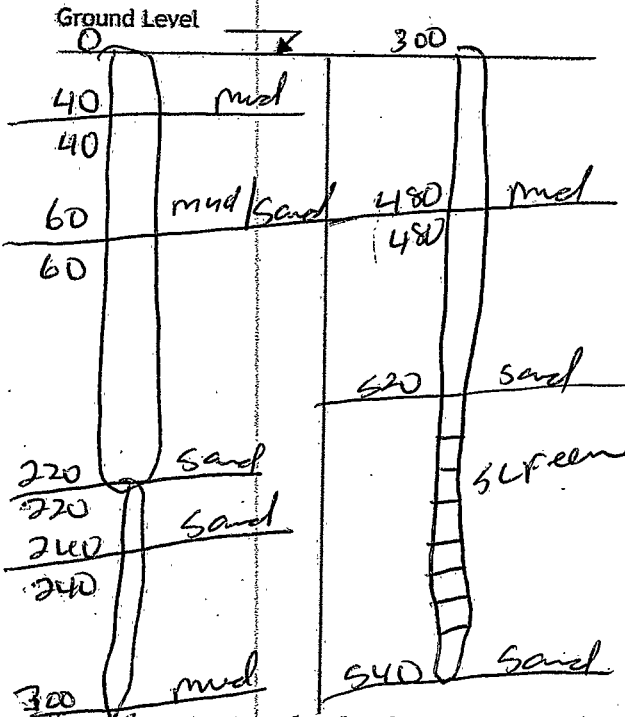 Ground Level
0
40 mud
40
60 mud/sand
60
220 sand
220
240 sand
240
300 mud
300
480 mud
480
520 sand
screen
540 sand